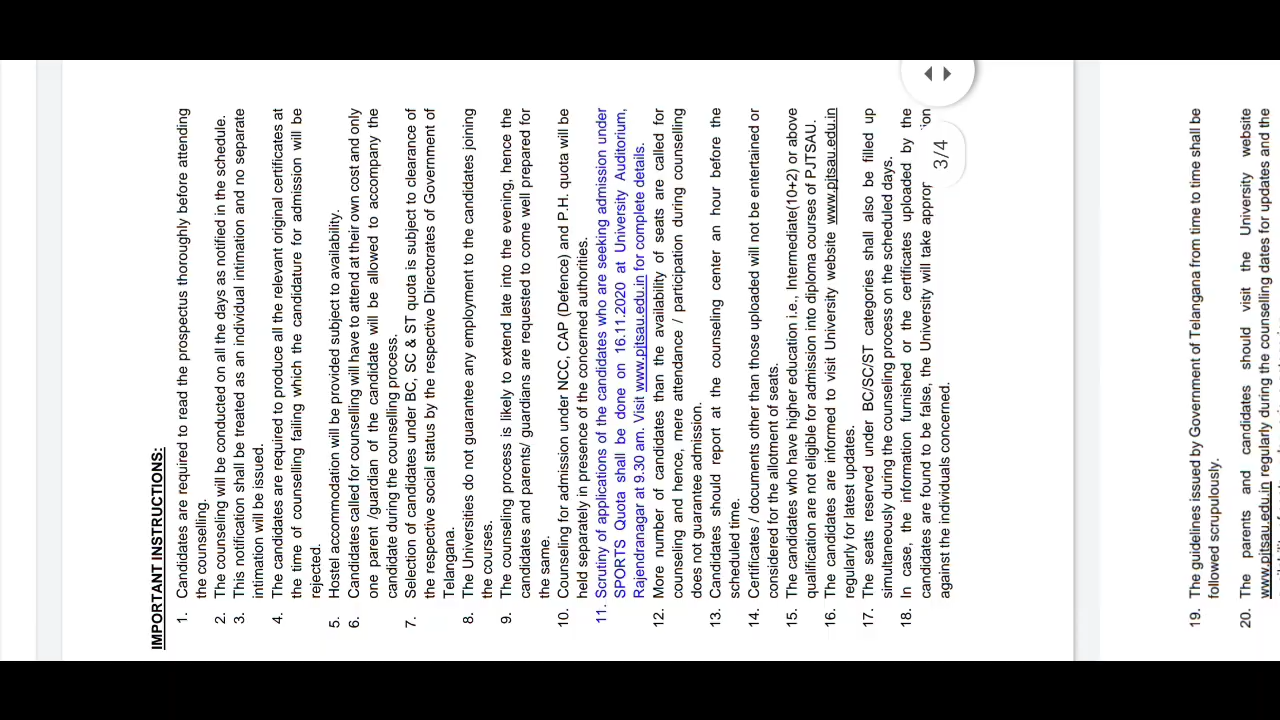 IMPORTANT INSTRUCTIONS:
1. Candidates are required to read the prospectus thoroughly before attending
the counselling.
2. The counseling will be conducted on all the days as notified in the schedule.
3. This notification shall be treated as an individual intimation and no separate
intimation will be issued.
4. The candidates are required to produce all the relevant original certificates at
the time of counselling failing which the candidature for admission will be
rejected.
5. Hostel accommodation will be provided subject to availability.
6. Candidates called for counselling will have to attend at their own cost and only
one parent /guardian of the candidate will be allowed to accompany the
candidate during the counselling process.
7. Selection of candidates under BC, SC & ST quota is subject to clearance of
the respective social status by the respective Directorates of Government of
Telangana.
8. The Universities do not guarantee any employment to the candidates joining
the courses.
9. The counseling process is likely to extend late into the evening, hence the
candidates and parents/ guardians are requested to come well prepared for
the same.
10. Counseling for admission under NCC, CAP (Defence) and P.H. quota will be
held separately in presence of the concerned authorities.
11. Scrutiny of applications of the candidates who are seeking admission under
SPORTS Quota shall be done on 16.11.2020 at University Auditorium,
Rajendranagar at 9.30 am. Visit www.pjtsau.edu.in for complete details.
12. More number of candidates than the availability of seats are called for
counseling and hence, mere attendance / participation during counselling
does not guarantee admission.
13. Candidates should report at the counseling center an hour before the
scheduled time.
14. Certificates / documents other than those uploaded will not be entertained or
considered for the allotment of seats.
15. The candidates who have higher education i.e., Intermediate(10+2) or above
qualification are not eligible for admission into diploma courses of PJTSAU.
16. The candidates are informed to visit University website www.pjtsau.edu.in
regularly for latest updates.
17. The seats reserved under BC/SC/ST categories shall also be filled up
simultaneously during the counseling process on the scheduled days.
18. In case, the information furnished or the certificates uploaded by the
candidates are found to be false, the University will take appror ion
against the individuals concerned.
3/4
19. The guidelines issued by Government of Telangana from time to time shall be
followed scrupulously.
20. The parents and candidates should visit the University website
www.pjtsau.edu.in regularly during the counselling dates for updates and the